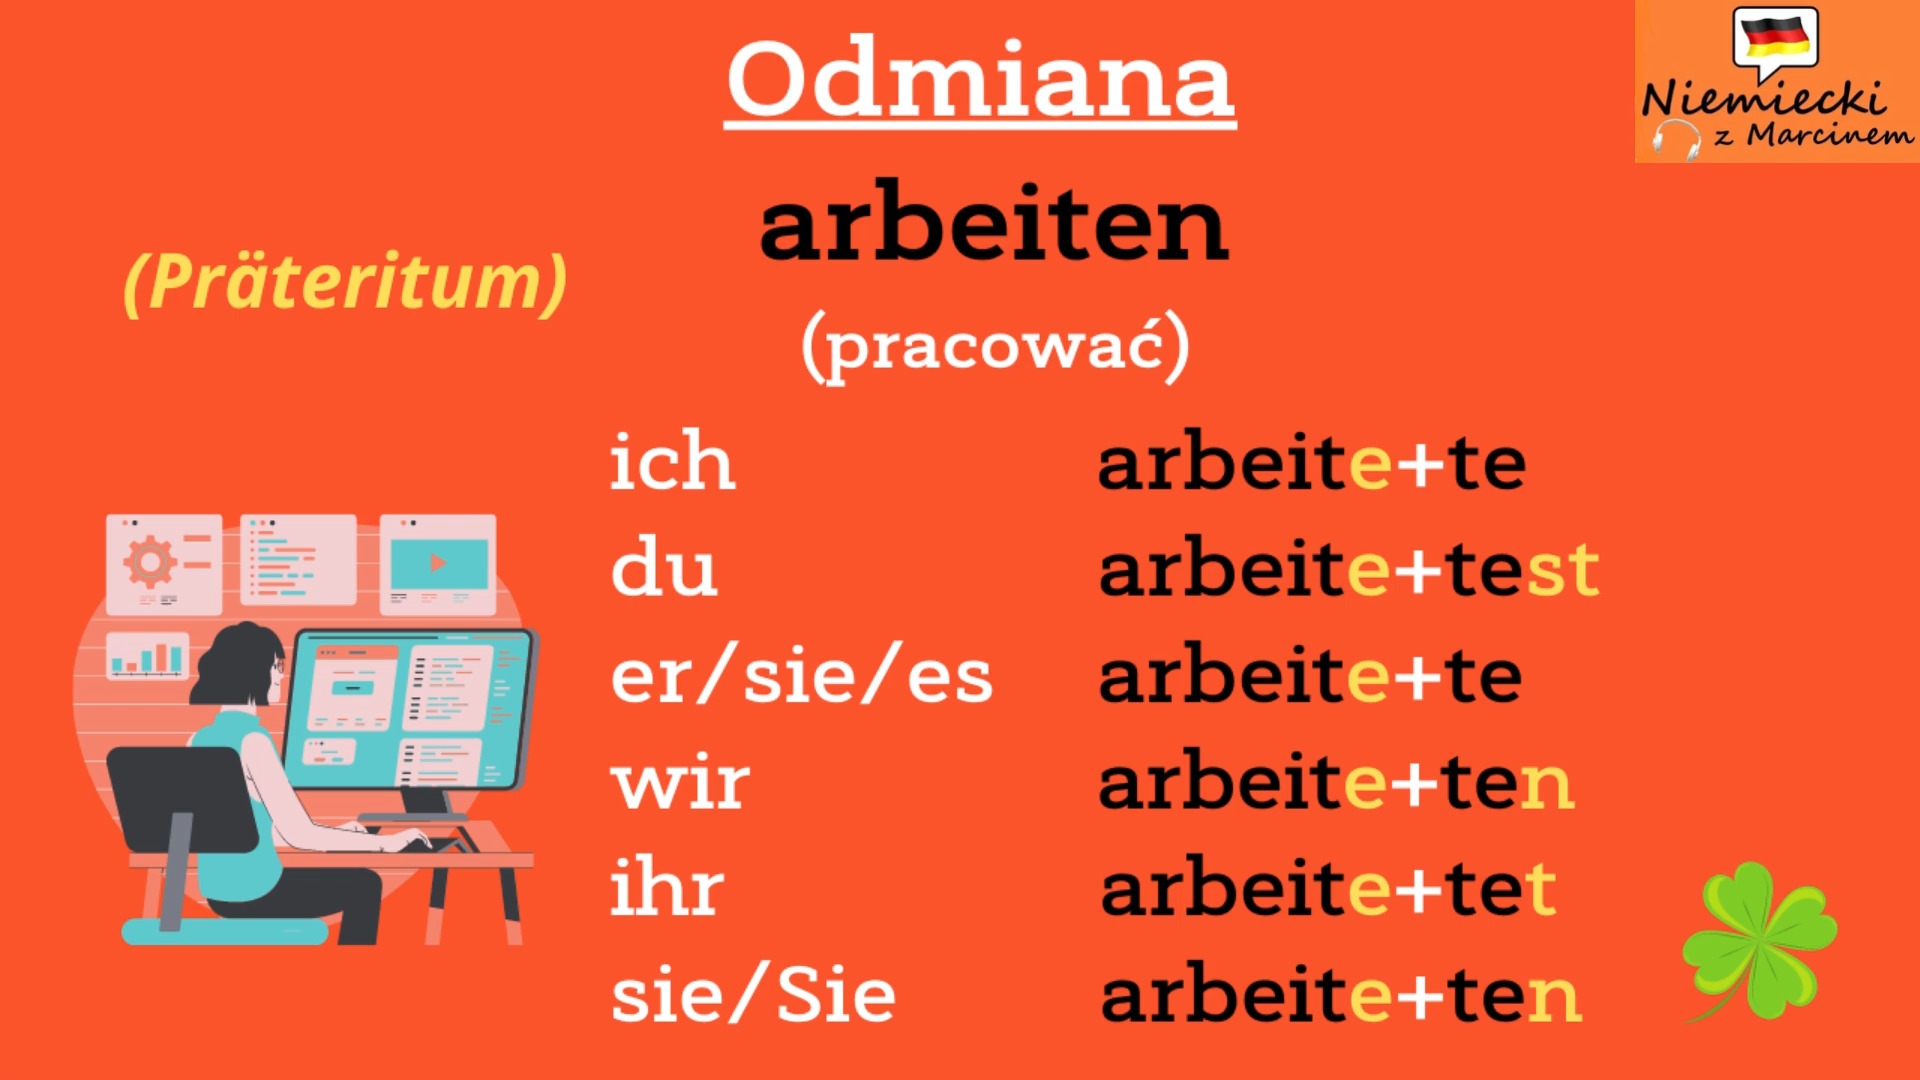 Odmiana
Niemiecki
z Marcinem
arbeiten
(Präteritum)
(pracować)
ich arbeite+te
du arbeite+test
er/sie/es arbeite+te
wir arbeite+ten
ihr arbeite+tet
sie/Sie arbeite+ten